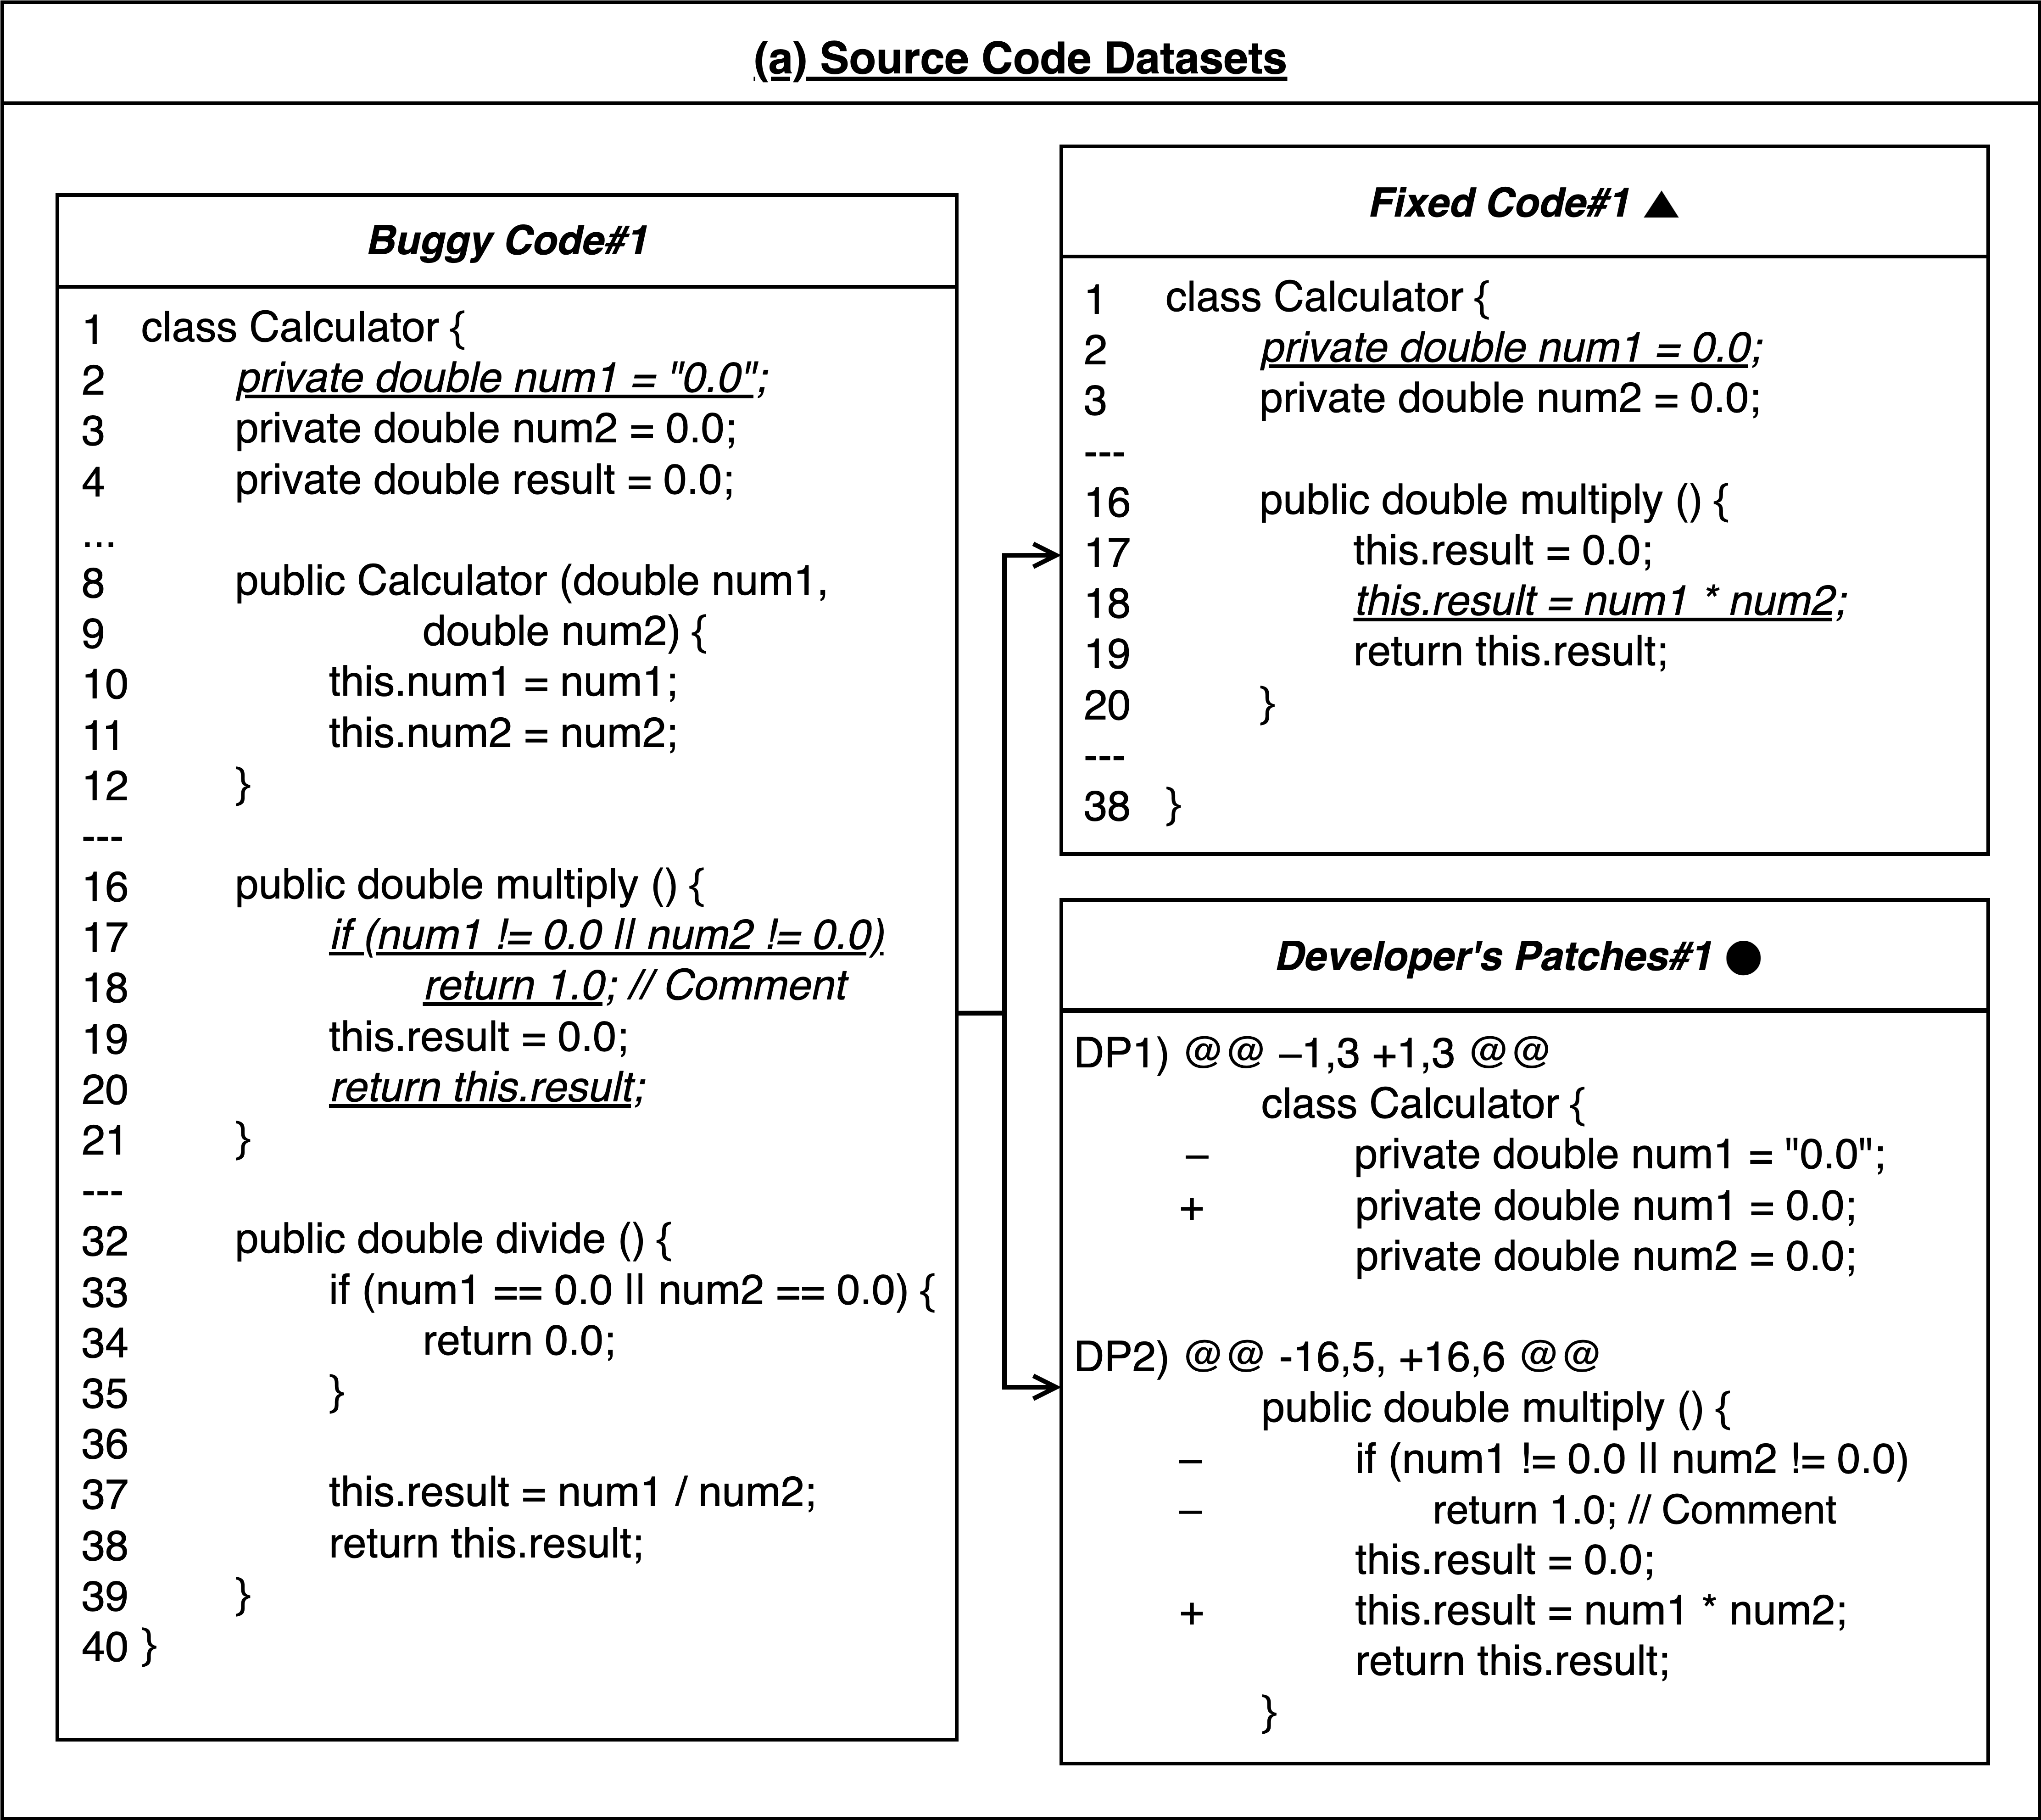 (a) Source Code Datasets
Buggy Code#1
1 class Calculator {
2 private double num1 = "0.0";
3 private double num2 = 0.0;
4 private double result = 0.0;
...
8 public Calculator (double num1,
9 double num2) {
10 this.num1 = num1;
11 this.num2 = num2;
12 }
---
16 public double multiply () {
17 if (num1 != 0.0 || num2 != 0.0)
18 return 1.0; // Comment
19 this.result = 0.0;
20 return this.result;
21 }
---
32 public double divide () {
33 if (num1 == 0.0 || num2 == 0.0) {
34 return 0.0;
35 }
36
37 this.result = num1 / num2;
38 return this.result;
39 }
40 }
Fixed Code#1 ▲
1 class Calculator {
2 private double num1 = 0.0;
3 private double num2 = 0.0;
---
16 public double multiply () {
17 this.result = 0.0;
18 this.result = num1 * num2;
19 return this.result;
20 }
---
38 }
Developer's Patches#1 ●
DP1) @@ –1,3 +1,3 @@
class Calculator {
– private double num1 = "0.0";
+ private double num1 = 0.0;
private double num2 = 0.0;
DP2) @@ -16,5, +16,6 @@
public double multiply () {
– if (num1 != 0.0 || num2 != 0.0)
– return 1.0; // Comment
this.result = 0.0;
+ this.result = num1 * num2;
return this.result;
}